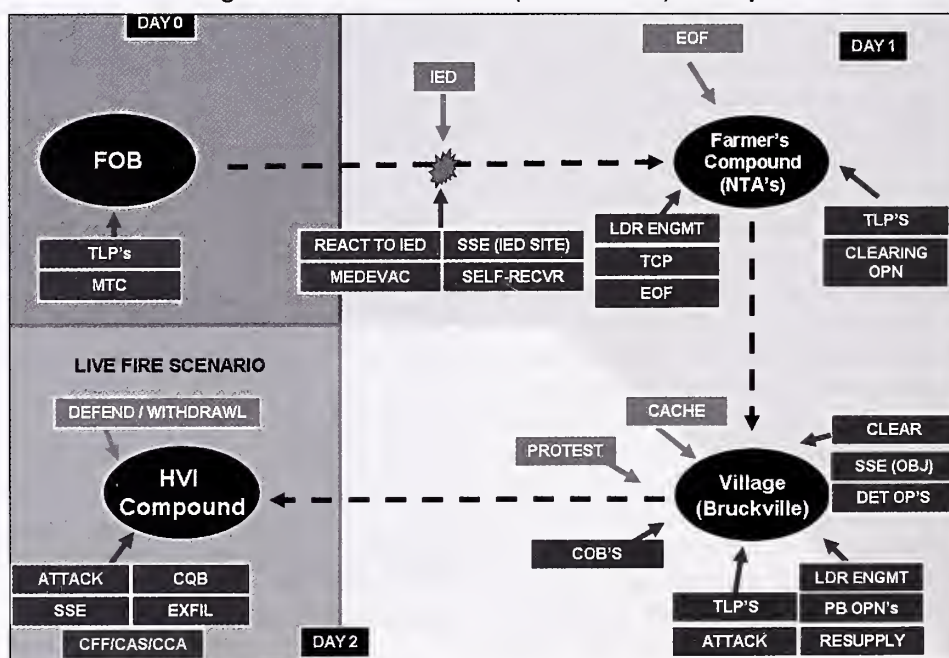 DAY 0
EOF
DAY 1
IED
FOB
Farmer's
Compound
(NTA's)
TLP's
MTC
REACT TO IED
SSE (IED SITE)
MEDEVAC
SELF-RECVR
LDR ENGMT
TCP
EOF
TLP'S
CLEARING
OPN
LIVE FIRE SCENARIO
DEFEND / WITHDRAWL
HVI
Compound
PROTEST
CACHE
CLEAR
Village
(Bruckville)
SSE (OBJ)
DET OP'S
COB'S
ATTACK
CQB
SSE
EXFIL
CFF/CAS/CCA
DAY 2
TLP'S
ATTACK
LDR ENGMT
PB OPN's
RESUPPLY